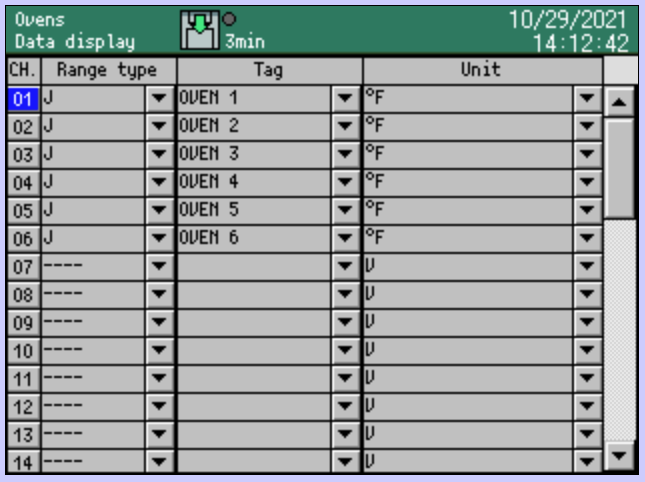 Ovens
Data display
3min
10/29/2021
14:12:42
CH. Range type Tag Unit
01 J OVEN 1 °F
02 J OVEN 2 °F
03 J OVEN 3 °F
04 J OVEN 4 °F
05 J OVEN 5 °F
06 J OVEN 6 °F
07 ---- V
08 ---- V
09 ---- V
10 ---- V
11 ---- V
12 ---- V
13 ---- V
14 ---- V